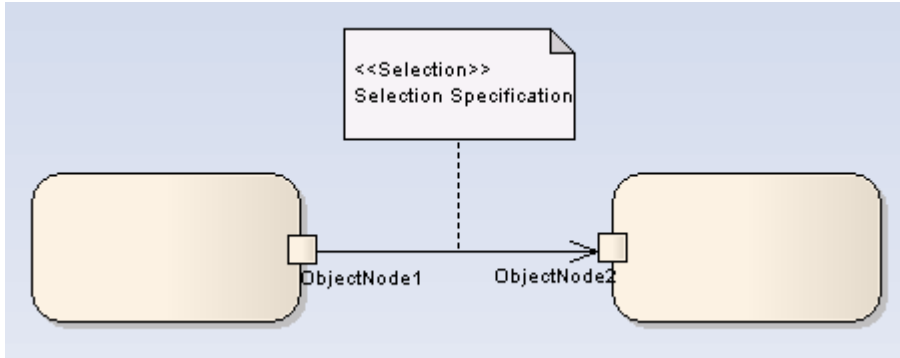 <<Selection>>
Selection Specification
ObjectNode1
ObjectNode2